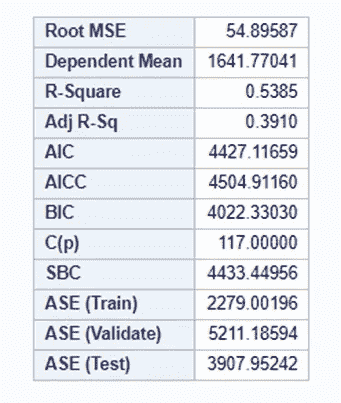 Root MSE 54.89587
Dependent Mean 1641.77041
R-Square 0.5385
Adj R-Sq 0.3910
AIC 4427.11659
AICC 4504.91160
BIC 4022.33030
C(p) 117.00000
SBC 4433.44956
ASE (Train) 2279.00196
ASE (Validate) 5211.18594
ASE (Test) 3907.95242